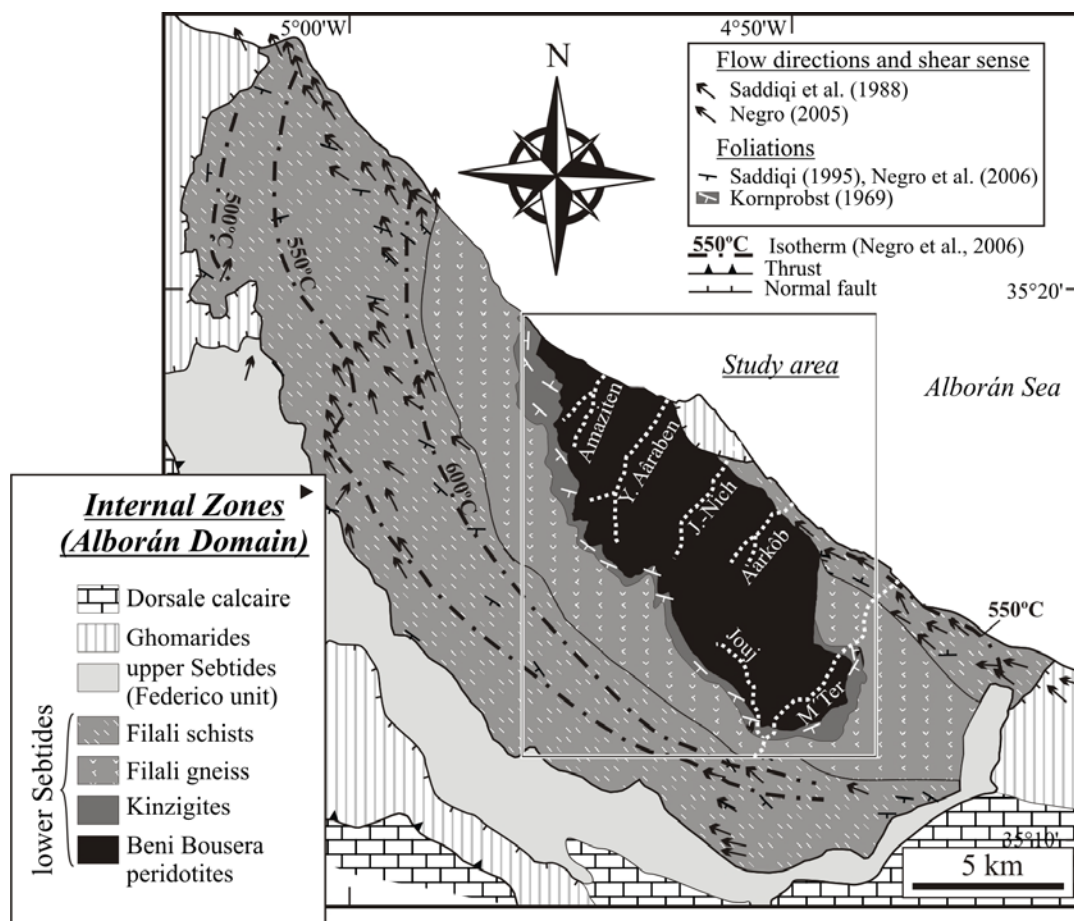 5°00'W
4°50'W
N
Flow directions and shear sense
Saddiqi et al. (1988)
Negro (2005)
Foliations
Saddiqi (1995), Negro et al. (2006)
Kornprobst (1969)
550°C Isotherm (Negro et al., 2006)
Thrust
Normal fault
35°20'
500°C
550°C
600°C
Study area
Alborán Sea
Amaziten
Y. Aâraben
J.-Nich
Aârkôb
Jouj
M'Ter
550°C
Internal Zones
(Alborán Domain)
Dorsale calcaire
Ghomarides
upper Sebtides
(Federico unit)
lower Sebtides
Filali schists
Filali gneiss
Kinzigites
Beni Bousera
peridotites
35°10'
5 km